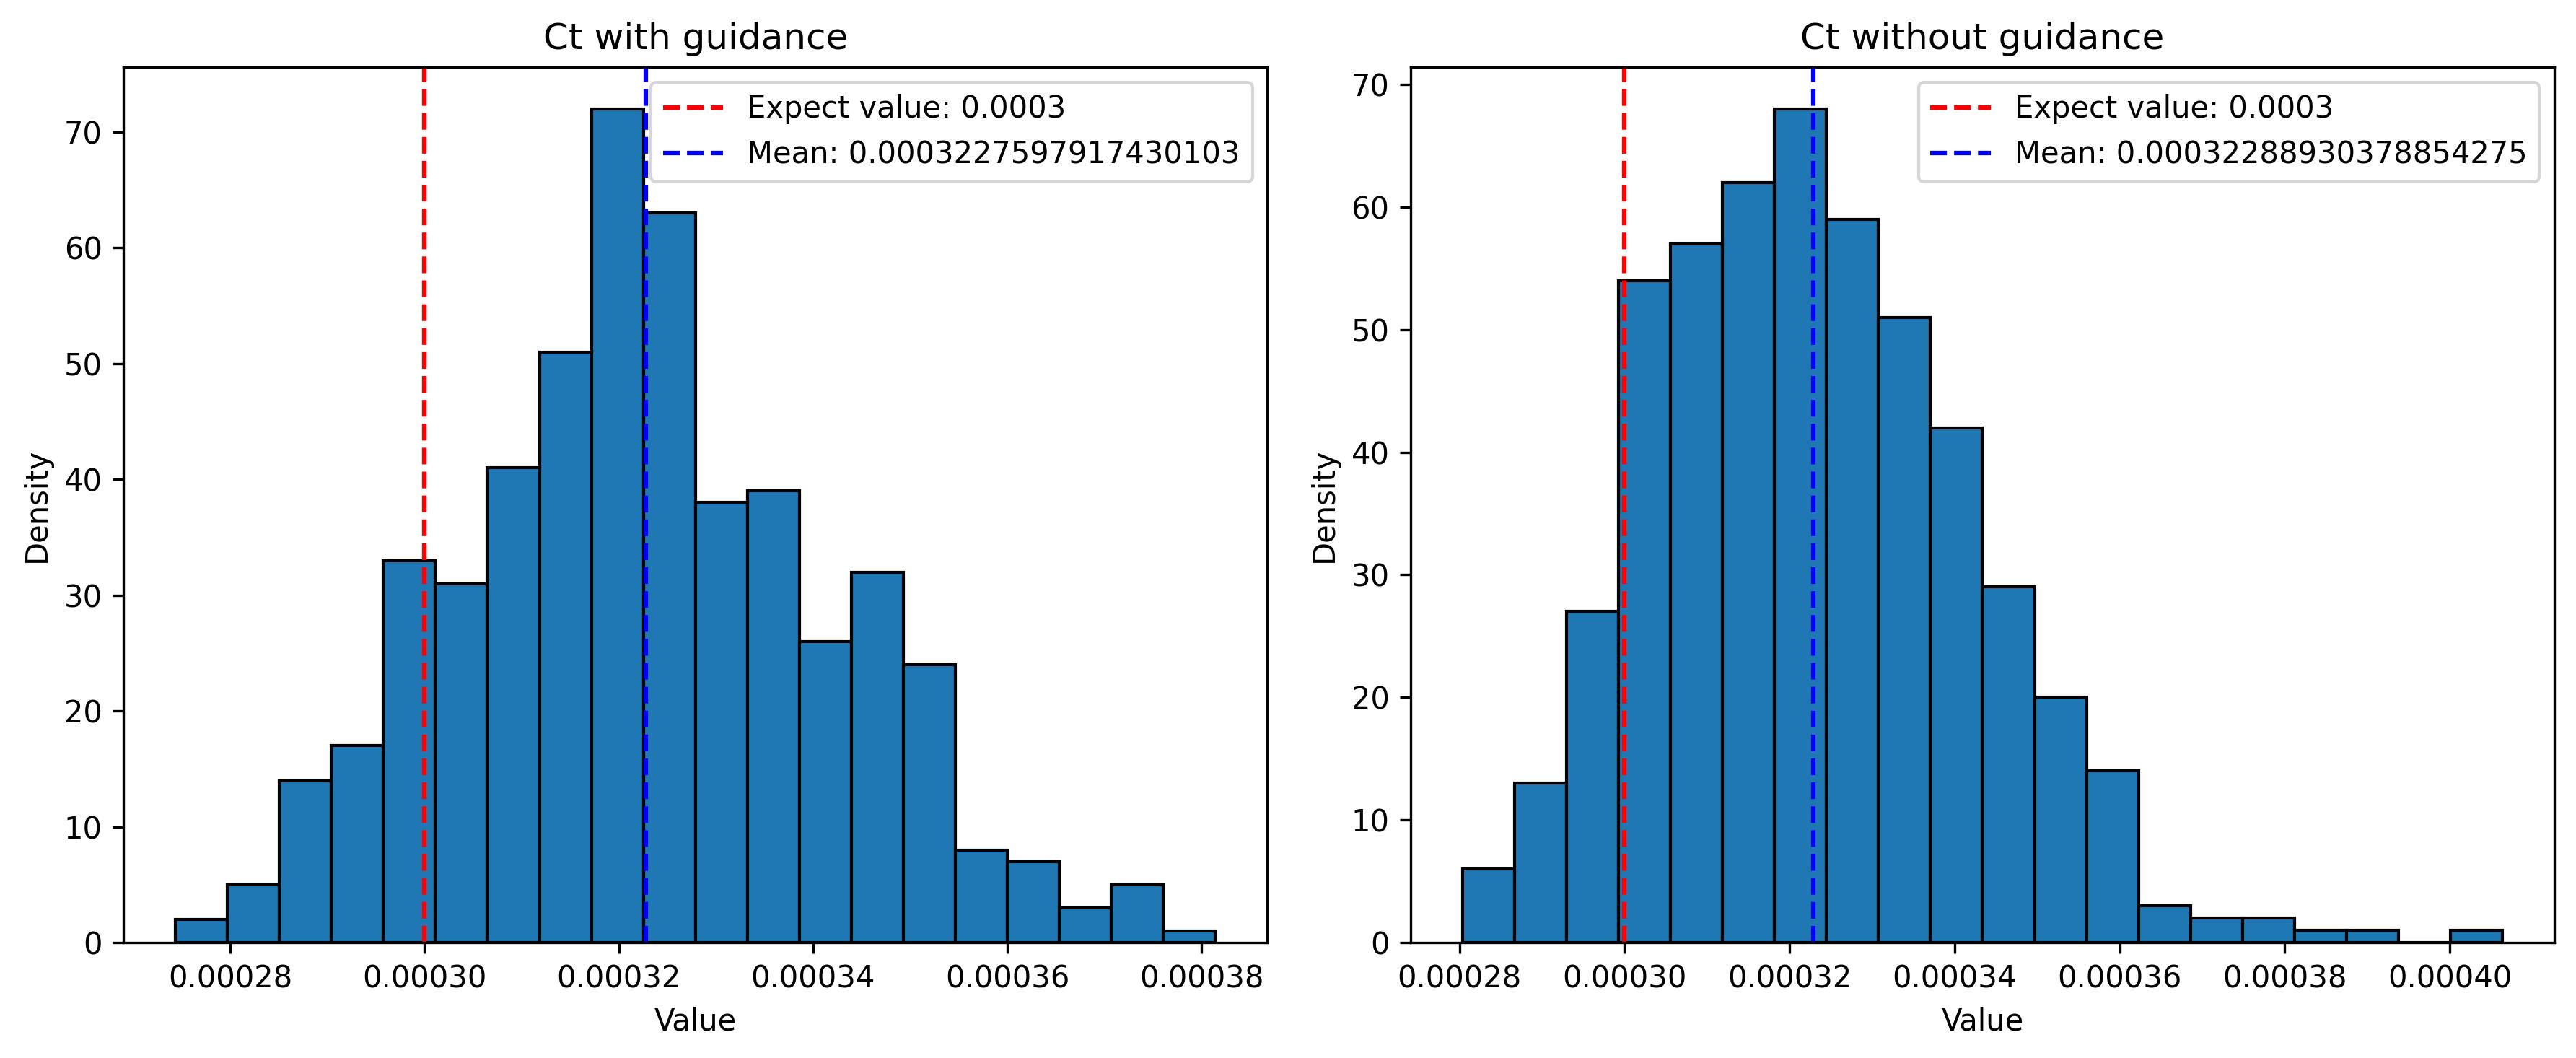 Ct with guidance
Expect value: 0.0003
Mean: 0.0003227597917430103
Density
70
60
50
40
30
20
10
0
0.00028 0.00030 0.00032 0.00034 0.00036 0.00038
Value
Ct without guidance
Expect value: 0.0003
Mean: 0.00032288930378854275
Density
70
60
50
40
30
20
10
0
0.00028 0.00030 0.00032 0.00034 0.00036 0.00038 0.00040
Value